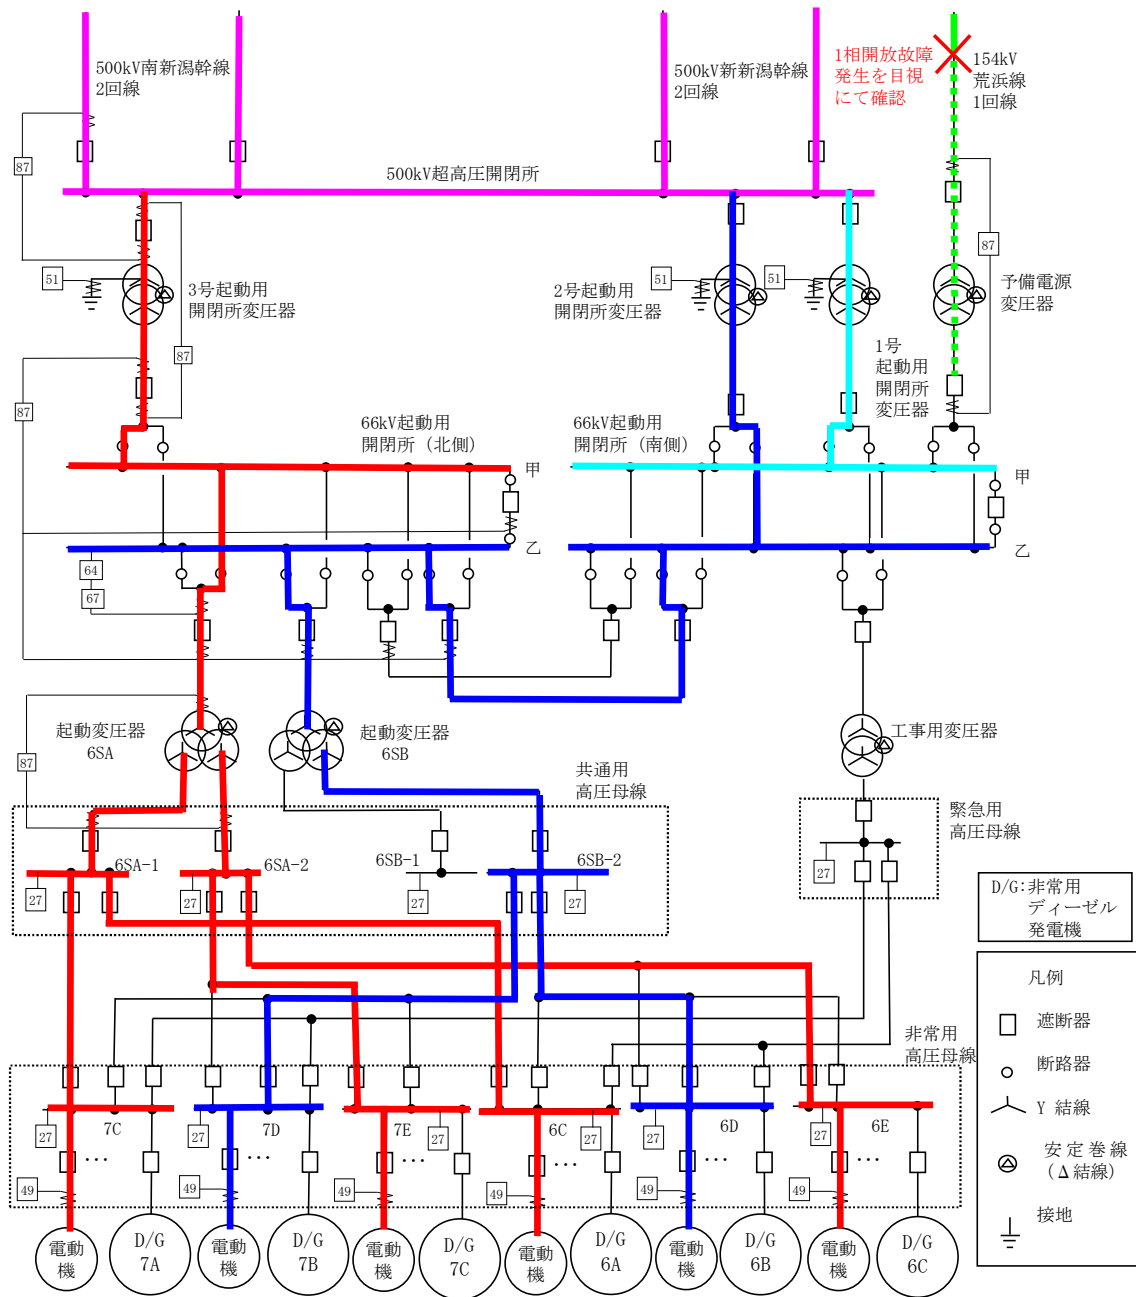 500kV南新潟幹線
2回線
500kV新新潟幹線
2回線
1相開放故障
発生を目視
にて確認
154kV
荒浜線
1回線
87
500kV超高圧開閉所
87
51
3号起動用
開閉所変圧器
2号起動用
開閉所変圧器
51
51
予備電源
変圧器
87
1号
起動用
開閉所
変圧器
87
66kV起動用
開閉所（北側）
66kV起動用
開閉所（南側）
甲
甲
乙
乙
64
67
起動変圧器
6SA
起動変圧器
6SB
工事用変圧器
87
共通用
高圧母線
緊急用
高圧母線
6SA-1
6SA-2
6SB-1
6SB-2
27
27
27
27
27
D/G:非常用
ディーゼル
発電機
凡例
遮断器
断路器
Y 結線
安定巻線
(Δ結線)
接地
非常用
高圧母線
7C
7D
7E
6C
6D
6E
27
27
27
27
27
27
･･･
･･･
･･･
･･･
･･･
･･･
49
49
49
49
49
49
電動
機
D/G
7A
電動
機
D/G
7B
電動
機
D/G
7C
電動
機
D/G
6A
電動
機
D/G
6B
電動
機
D/G
6C